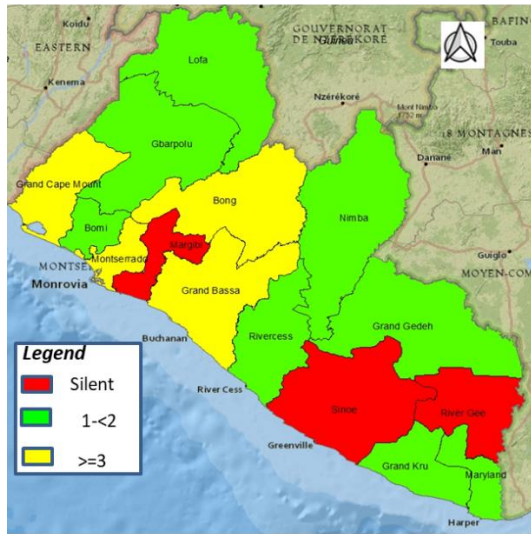 Koidu
EASTERN
Kenema
GOUVERNORAT
DE NZÉRÉKORÉ
BAFIN
Touba
Lofa
Nzérékoré
Mont Nimba
1752 m
18 MONTAGNES
Man
Danané
Gbarpolu
Grand Cape Mount
Bong
Nimba
Bomi
Margibi
Montserrado
MONTSE
Monrovia
Guiglo
MOYEN-CO
Grand Bassa
Buchanan
Rivercess
Grand Gedeh
River Cess
Sinoe
River Gee
Greenville
Grand Kru
Maryland
Harper
Legend
Silent
1-<2
>=3